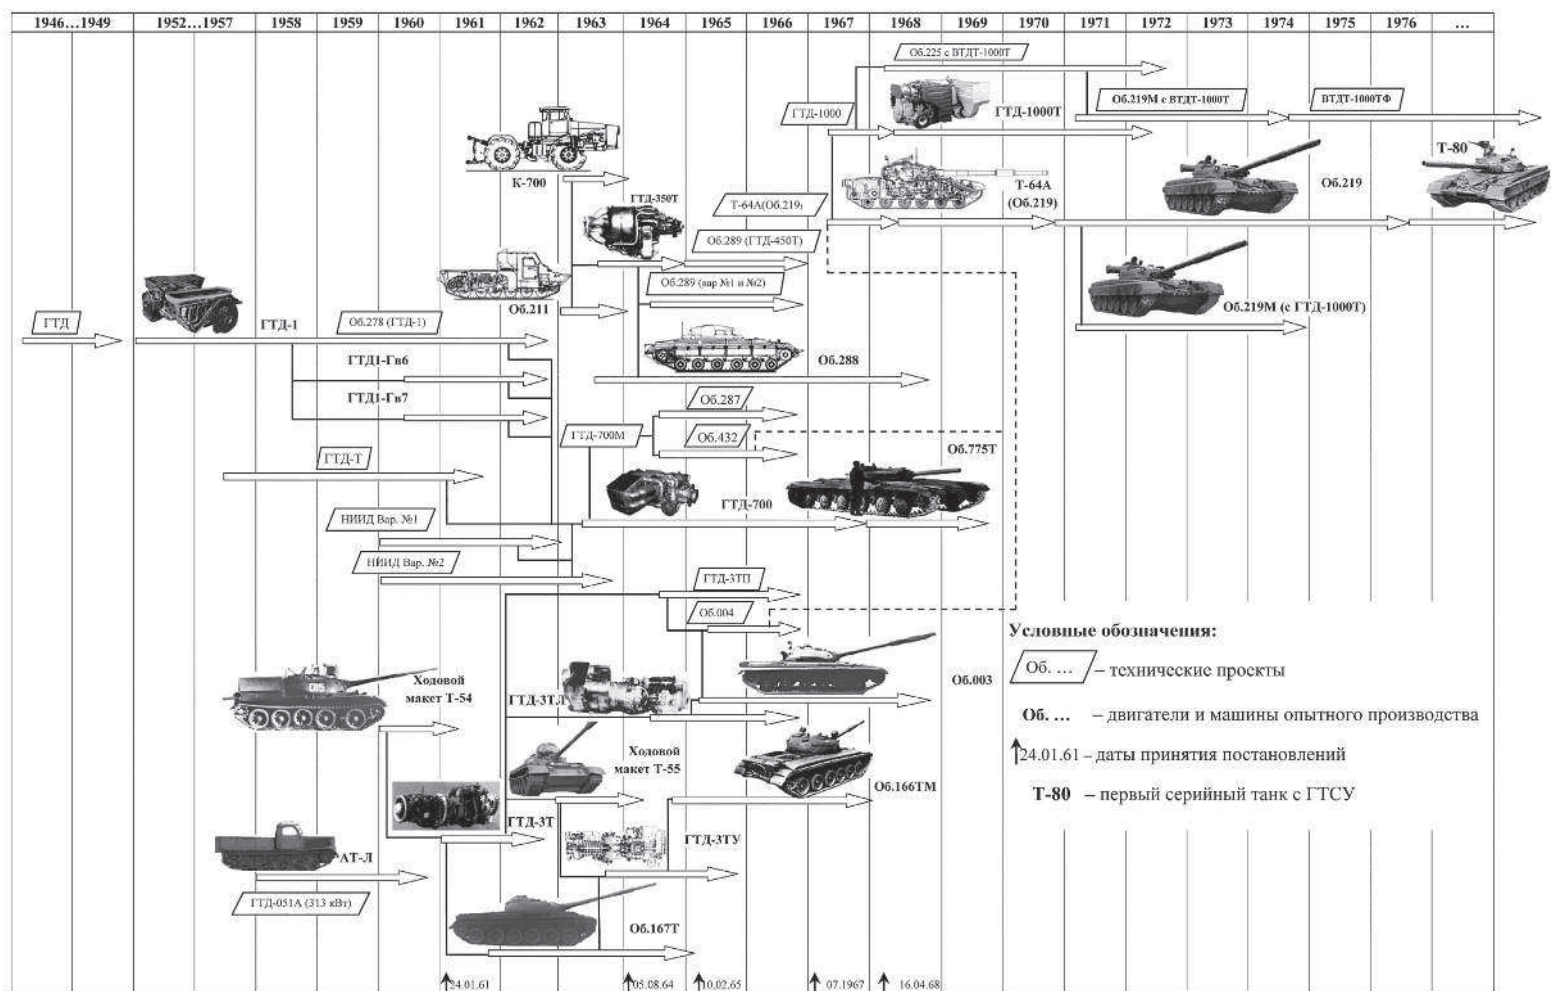 1946…1949 1952…1957 1958 1959 1960 1961 1962 1963 1964 1965 1966 1967 1968 1969 1970 1971 1972 1973 1974 1975 1976 …
Об.225 с ВТДТ-1000Т
ГТД-1000
ГТД-1000Т
Об.219М с ВТДТ-1000Т
ВТДТ-1000ТФ
Т-80
К-700
ГТД-350Т
Т-64А(Об.219)
Т-64А
(Об.219)
Об.219
Об.289 (ГТД-450Т)
Об.289 (вар №1 и №2)
Об.211
Об.219М (с ГТД-1000Т)
ГТД
ГТД-1
Об.278 (ГТД-1)
ГТД1-Гв6
Об.288
ГТД1-Гв7
Об.287
ГТД-700М
Об.432
Об.775Т
ГТД-Т
ГТД-700
НИИД Вар. №1
НИИД Вар. №2
ГТД-3ТП
Об.004
Условные обозначения:
Об. … – технические проекты
Об. … – двигатели и машины опытного производства
24.01.61 – даты принятия постановлений
Т-80 – первый серийный танк с ГТСУ
Ходовой
макет Т-54
ГТД-3ТЛ
Об.003
Ходовой
макет Т-55
Об.166ТМ
ГТД-3Т
ГТД-3ТУ
АТ-Л
ГТД-051А (313 кВт)
Об.167Т
24.01.61 05.08.64 10.02.65 07.1967 16.04.68